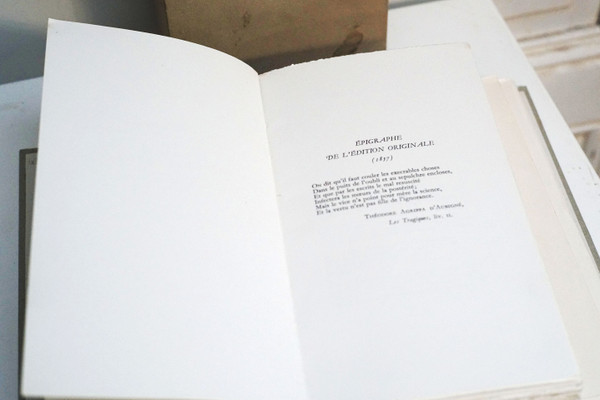 ÉPIGRAPHE
DE L'ÉDITION ORIGINALE
(1857)
On dit qu'il faut couler les execrables choses
Dans le puits de l'oubli et au sepulchre encloses,
Et que par les escrits le mal resuscité
Infectera les mœurs de la postérité;
Mais le vice n'a point pour mère la science,
Et la vertu n'est pas fille de l'ignorance.
Théodore Agrippa d'Aubigné,
Les Tragiques, liv. II.